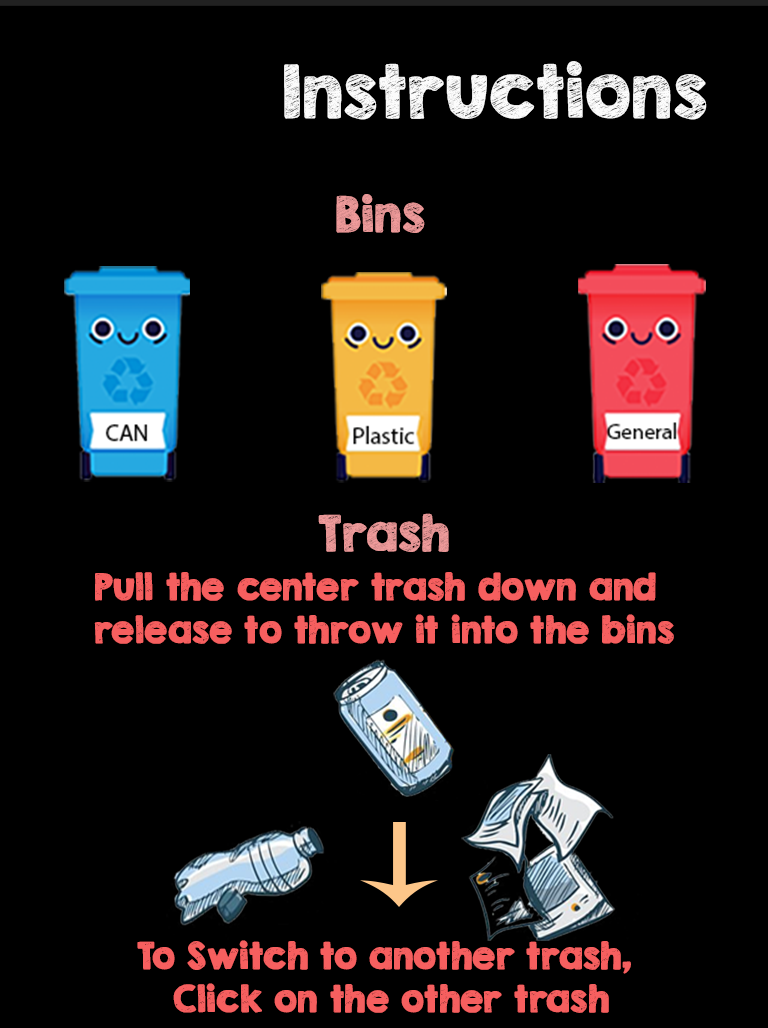 Instructions
Bins
CAN
Plastic
General
Trash
Pull the center trash down and
release to throw it into the bins
To Switch to another trash,
Click on the other trash